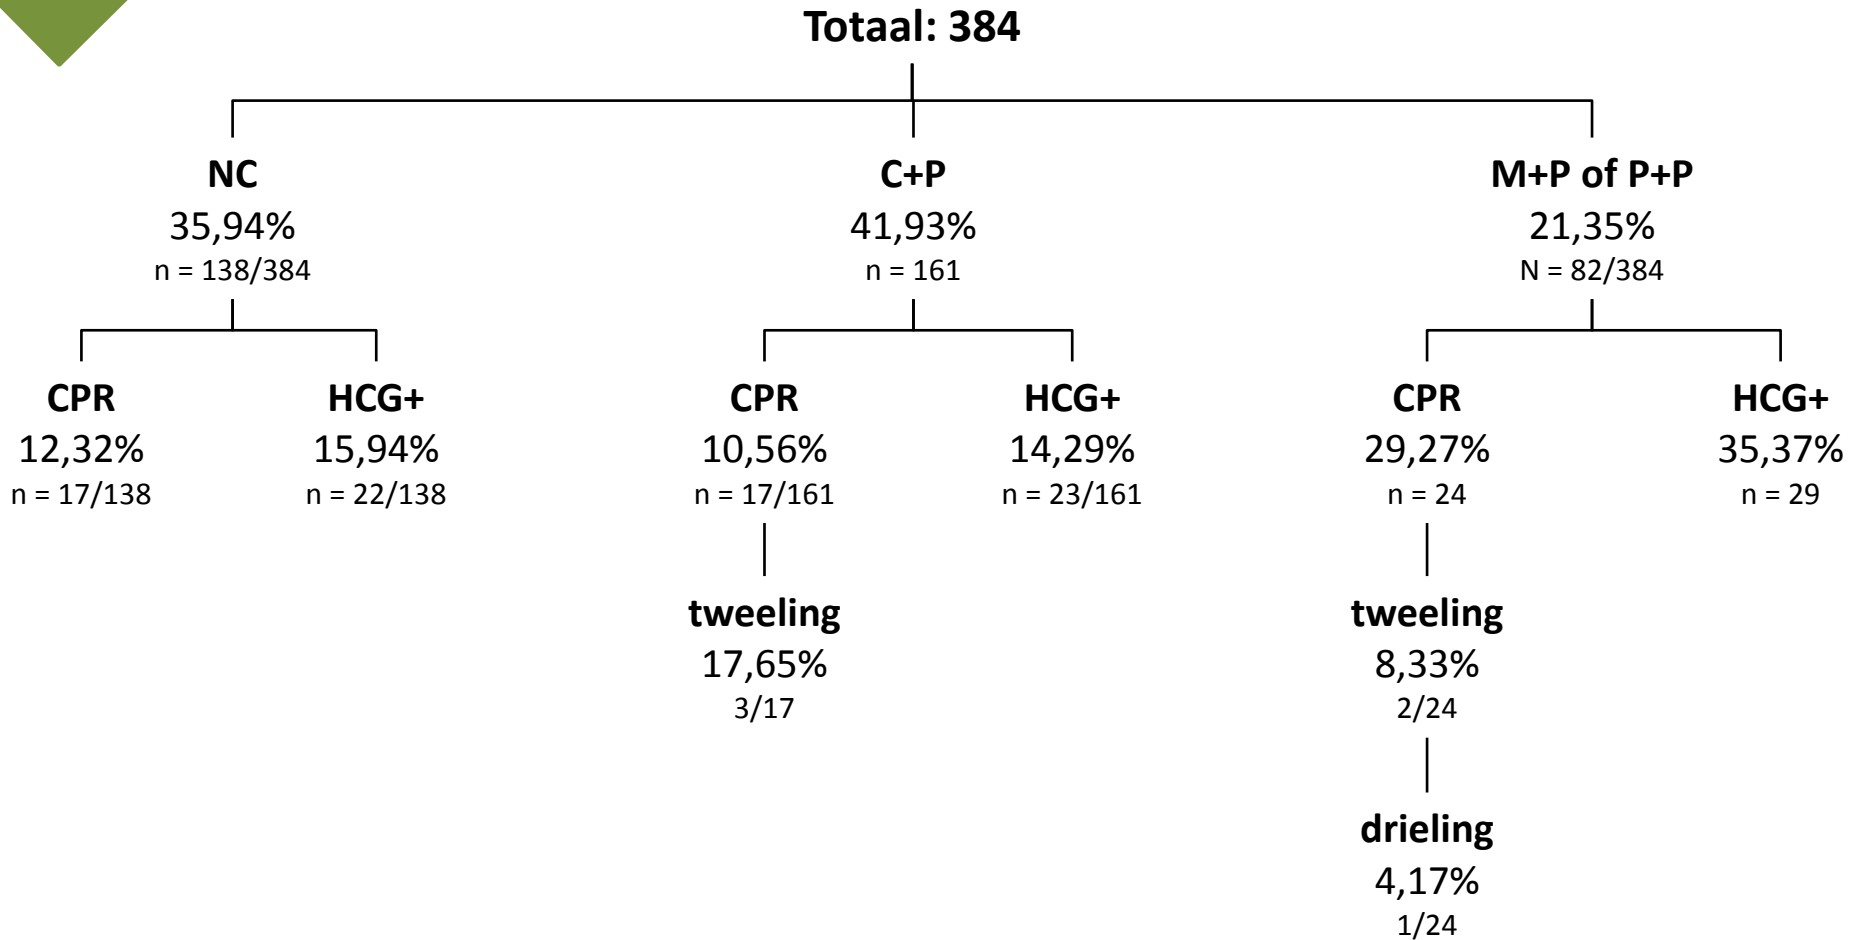 Totaal: 384
NC
35,94%
n = 138/384
C+P
41,93%
n = 161
M+P of P+P
21,35%
N = 82/384
CPR
12,32%
n = 17/138
HCG+
15,94%
n = 22/138
CPR
10,56%
n = 17/161
HCG+
14,29%
n = 23/161
CPR
29,27%
n = 24
HCG+
35,37%
n = 29
tweeling
17,65%
3/17
tweeling
8,33%
2/24
drieling
4,17%
1/24